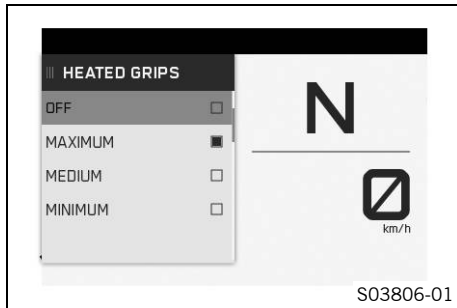 HEATED GRIPS
OFF
MAXIMUM
MEDIUM
MINIMUM
N
0
km/h
S03806-01